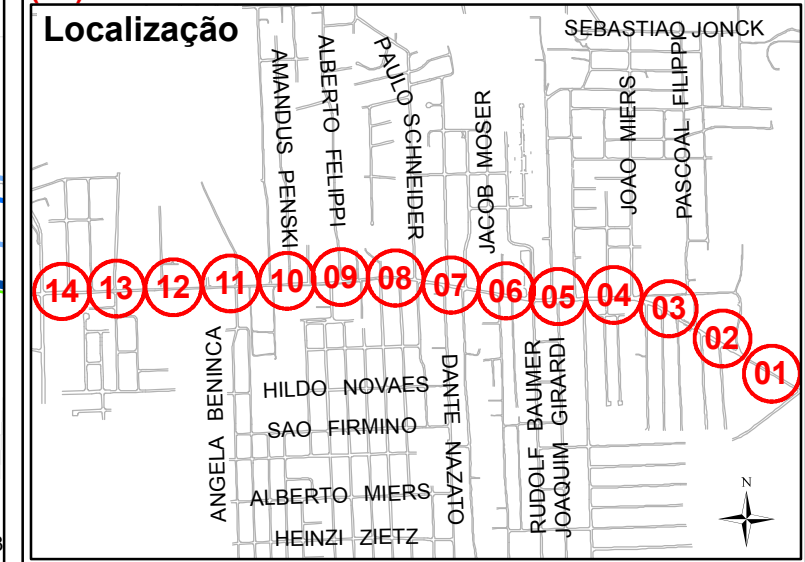 Localização
SEBASTIAO JONCK
AMANDUS PENSKI
ALBERTO FELIPPI
PAULO SCHNEIDER
JACOB MOSER
JOAO MIERS
PASCOAL FILIPPI
14 13 12 11 10 09 08 07 06 05 04 03 02 01
ANGELA BENINCA
HILDO NOVAES
SAO FIRMINO
ALBERTO MIERS
HEINZI ZIETZ
DANTE NAZATO
RUDOLF BAUMER
JOAQUIM GIRARDI
N